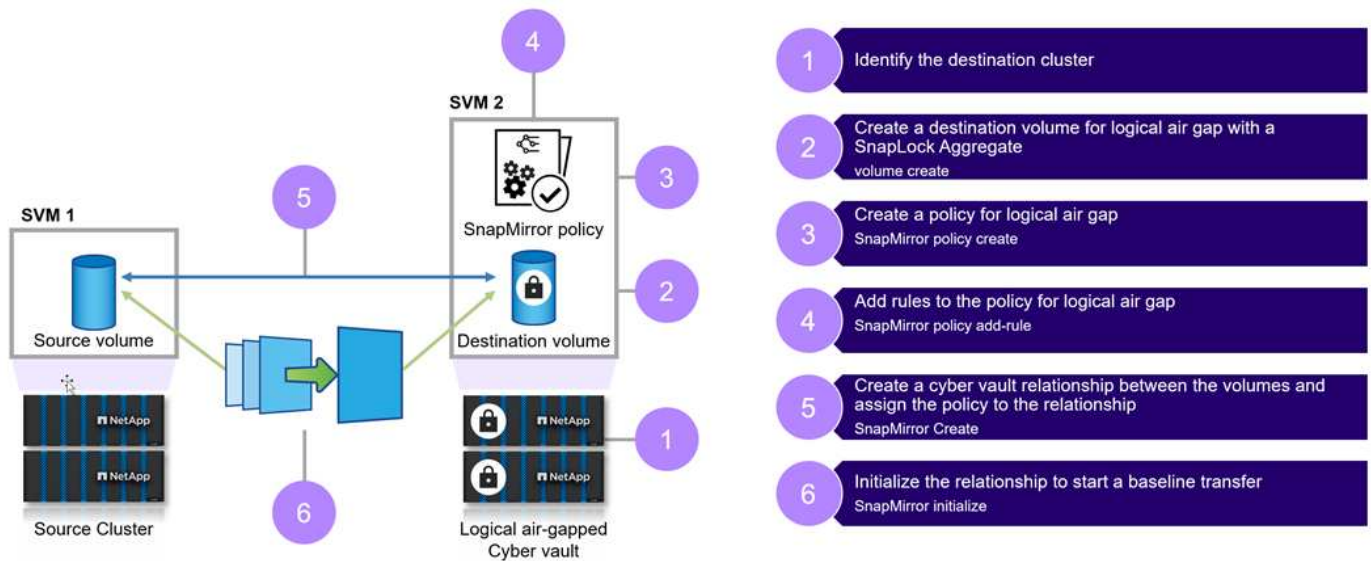 4
SVM 2
3
SnapMirror policy
5
SVM 1
2
Source volume
Destination volume
NetApp
NetApp
NetApp
NetApp
1
6
Source Cluster
Logical air-gapped
Cyber vault
1
Identify the destination cluster
2
Create a destination volume for logical air gap with a
SnapLock Aggregate
volume create
3
Create a policy for logical air gap
SnapMirror policy create
4
Add rules to the policy for logical air gap
SnapMirror policy add-rule
5
Create a cyber vault relationship between the volumes and
assign the policy to the relationship
SnapMirror Create
6
Initialize the relationship to start a baseline transfer
SnapMirror initialize